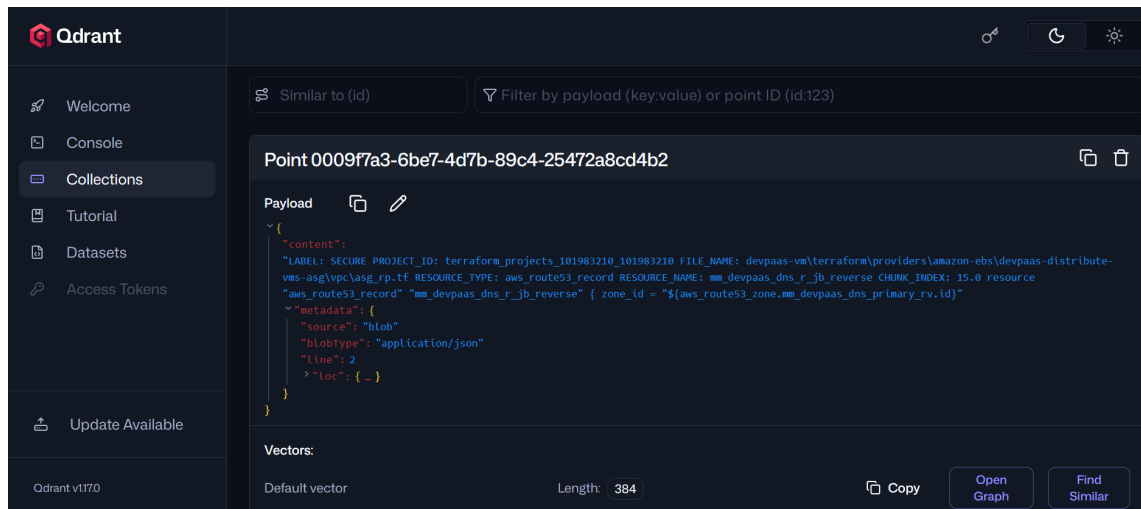 Qdrant
Welcome
Console
Collections
Tutorial
Datasets
Access Tokens
Update Available
Qdrant v1.17.0
Similar to (id)
Filter by payload (key:value) or point ID (id:123)
Point 0009f7a3-6be7-4d7b-89c4-25472a8cd4b2
Payload
{
"content":
"LABEL: SECURE PROJECT_ID: terraform_projects_101983210_101983210 FILE_NAME: devpaas-vm\terraform\providers\amazon-ebs\devpaas-distribute-
vms-asg\vpc\asg_rp.tf RESOURCE_TYPE: aws_route53_record RESOURCE_NAME: mm_devpaas_dns_r_jb_reverse CHUNK_INDEX: 15.0 resource
"aws_route53_record" "mm_devpaas_dns_r_jb_reverse" { zone_id = "${aws_route53_zone.mm_devpaas_dns_primary_rv.id}"
"metadata": {
"source": "blob"
"blobType": "application/json"
"line": 2
"loc": { … }
}
}
Vectors:
Default vector
Length: 384
Copy
Open
Graph
Find
Similar